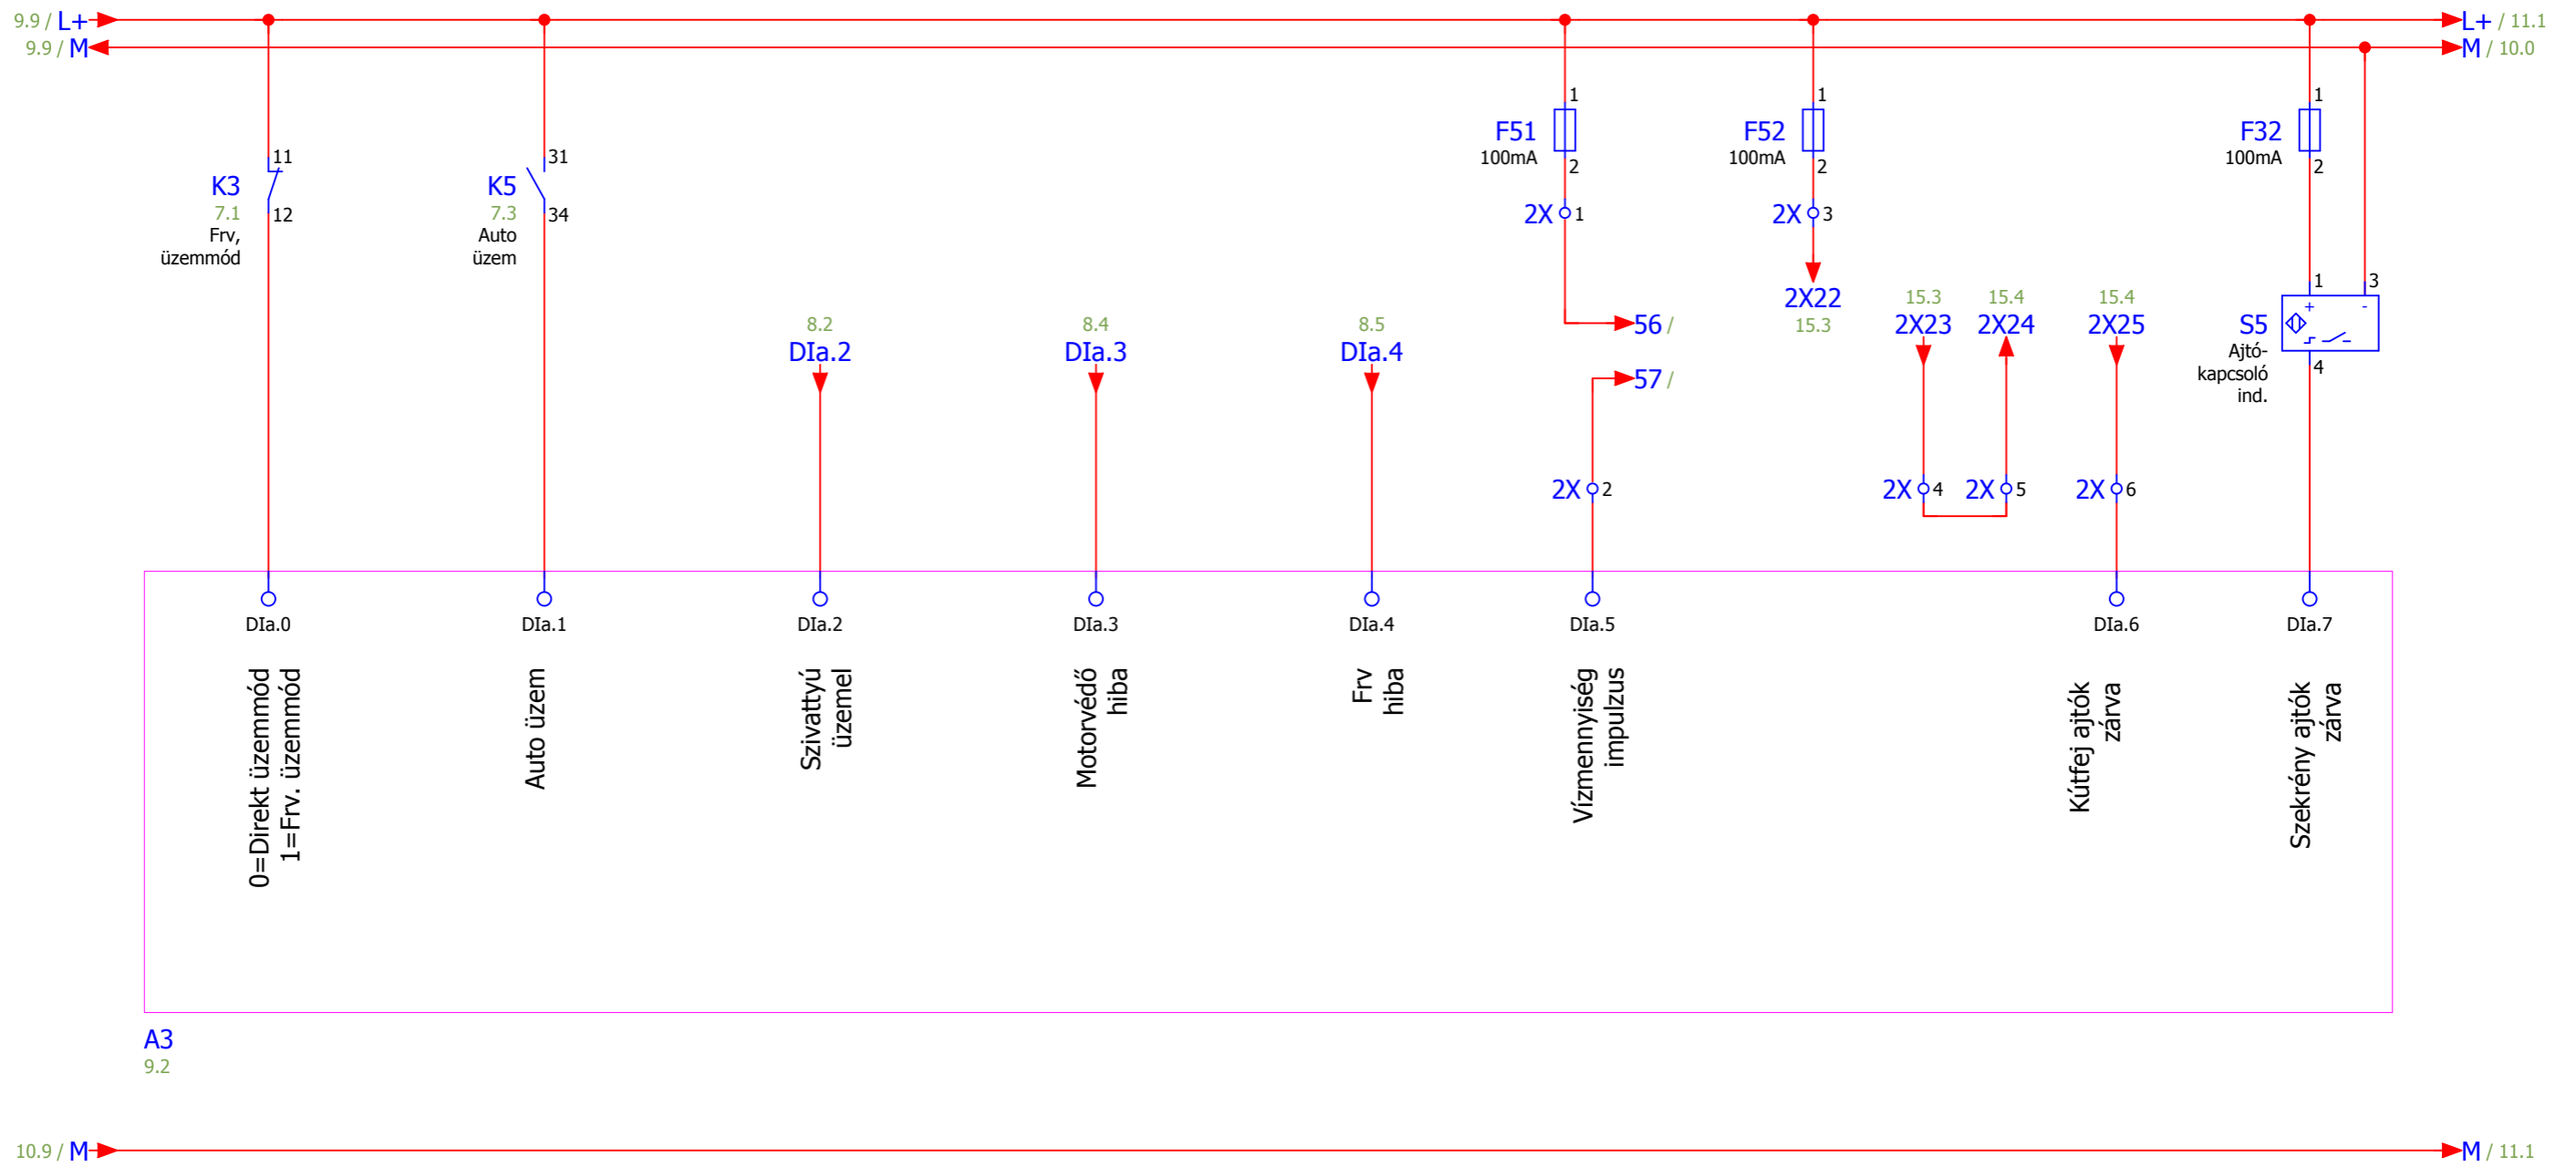 9.9 / L+
L+ / 11.1
9.9 / M
M / 10.0
K3
7.1
Frv,
üzemmód
11
12
K5
7.3
Auto
üzem
31
34
F51
100mA
1
2
2X 1
F52
100mA
1
2
2X 3
2X22
15.3
F32
100mA
1
2
8.2
DIa.2
8.4
DIa.3
8.5
DIa.4
56 /
57 /
2X 2
15.3
2X23
15.4
2X24
15.4
2X25
2X 4
2X 5
2X 6
S5
Ajtó-
kapcsoló
ind.
1
3
+
-
4
DIa.0
DIa.1
DIa.2
DIa.3
DIa.4
DIa.5
DIa.6
DIa.7
0=Direkt üzemmód
1=Frv. üzemmód
Auto üzem
Szivattyú
üzemel
Motorvédő
hiba
Frv
hiba
Vízmennyiség
impulzus
Kútfej ajtók
zárva
Szekrény ajtók
zárva
A3
9.2
10.9 / M
M / 11.1